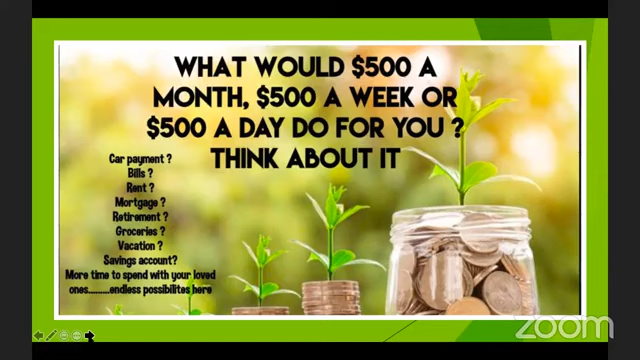 WHAT WOULD $500 A
MONTH, $500 A WEEK OR
$500 A DAY DO FOR YOU ?
THINK ABOUT IT
Car payment ?
Bills ?
Rent ?
Mortgage ?
Retirement ?
Groceries ?
Vacation ?
Savings account?
More time to spend with your loved
ones.........endless possibilites here
zoom